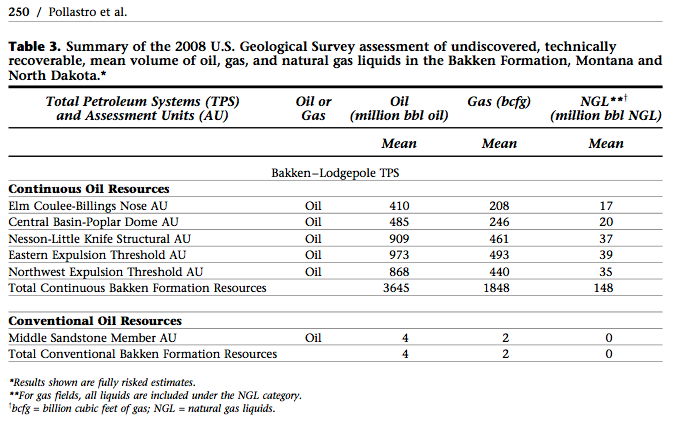 250 / Pollastro et al.
Table 3. Summary of the 2008 U.S. Geological Survey assessment of undiscovered, technically
recoverable, mean volume of oil, gas, and natural gas liquids in the Bakken Formation, Montana and
North Dakota.*
Total Petroleum Systems (TPS) Oil or Oil Gas (bcfg) NGL**†
and Assessment Units (AU) Gas (million bbl oil) (million bbl NGL)
Mean Mean Mean
Bakken–Lodgepole TPS
Continuous Oil Resources
Elm Coulee-Billings Nose AU Oil 410 208 17
Central Basin-Poplar Dome AU Oil 485 246 20
Nesson-Little Knife Structural AU Oil 909 461 37
Eastern Expulsion Threshold AU Oil 973 493 39
Northwest Expulsion Threshold AU Oil 868 440 35
Total Continuous Bakken Formation Resources 3645 1848 148
Conventional Oil Resources
Middle Sandstone Member AU Oil 4 2 0
Total Conventional Bakken Formation Resources 4 2 0
*Results shown are fully risked estimates.
**For gas fields, all liquids are included under the NGL category.
†bcfg = billion cubic feet of gas; NGL = natural gas liquids.